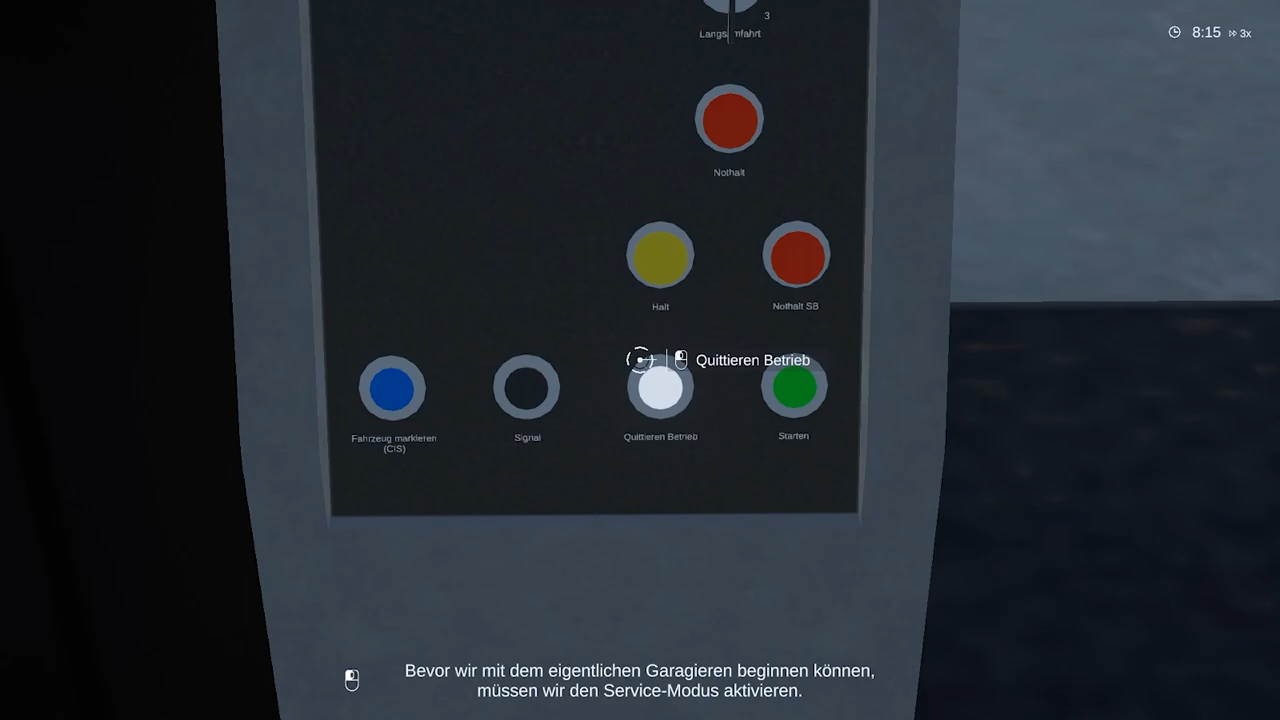 8:15 3x
3
Nothalt
Halt
Nothalt SB
Quittieren Betrieb
Fahrzeug markieren
(CIS)
Signal
Quittieren Betrieb
Starten
Bevor wir mit dem eigentlichen Garagieren beginnen können,
müssen wir den Service-Modus aktivieren.